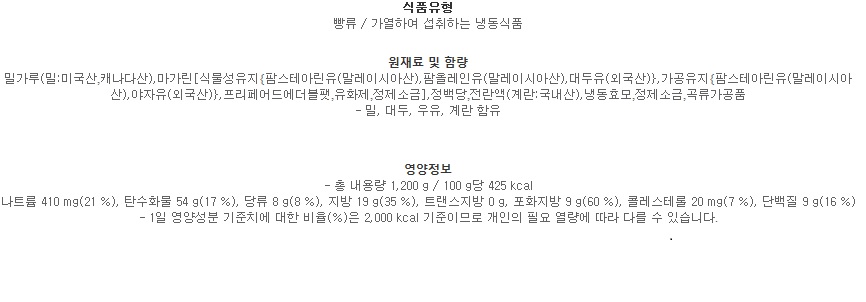 식품유형
빵류 / 가열하여 섭취하는 냉동식품
원재료 및 함량
밀가루(밀:미국산,캐나다산),마가린[식물성유지{팜스테아린유(말레이시아산),팜올레인유(말레이시아산),대두유(외국산)},가공유지{팜스테아린유(말레이시아
산),야자유(외국산)},프리페어드에더블팻,유화제,정제소금],정백당,전란액(계란:국내산),냉동효모,정제소금,곡류가공품
- 밀, 대두, 우유, 계란 함유
영양정보
- 총 내용량 1,200 g / 100 g당 425 kcal
나트륨 410 mg(21 %), 탄수화물 54 g(17 %), 당류 8 g(8 %), 지방 19 g(35 %), 트랜스지방 0 g, 포화지방 9 g(60 %), 콜레스테롤 20 mg(7 %), 단백질 9 g(16 %)
- 1일 영양성분 기준치에 대한 비율(%)은 2,000 kcal 기준이므로 개인의 필요 열량에 따라 다를 수 있습니다.
.